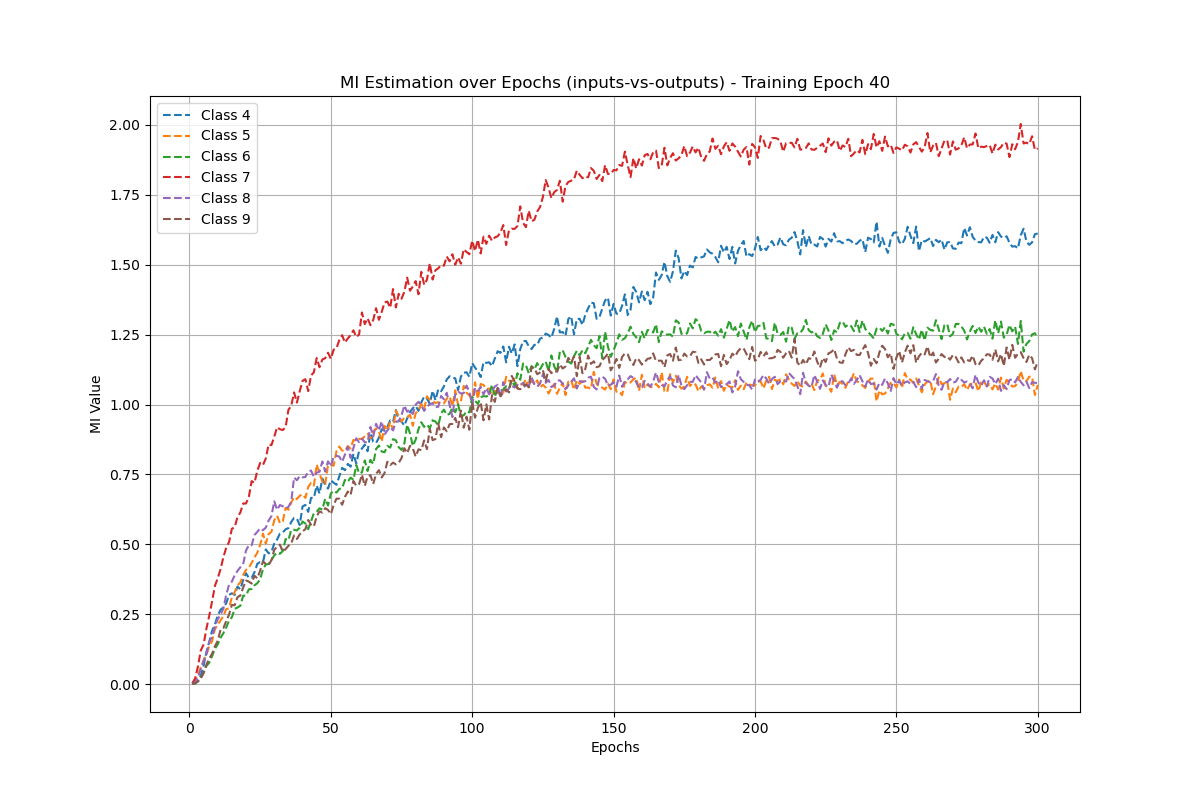 MI Estimation over Epochs (inputs-vs-outputs) - Training Epoch 40
Class 4
Class 5
Class 6
Class 7
Class 8
Class 9
MI Value
2.00
1.75
1.50
1.25
1.00
0.75
0.50
0.25
0.00
0 50 100 150 200 250 300
Epochs